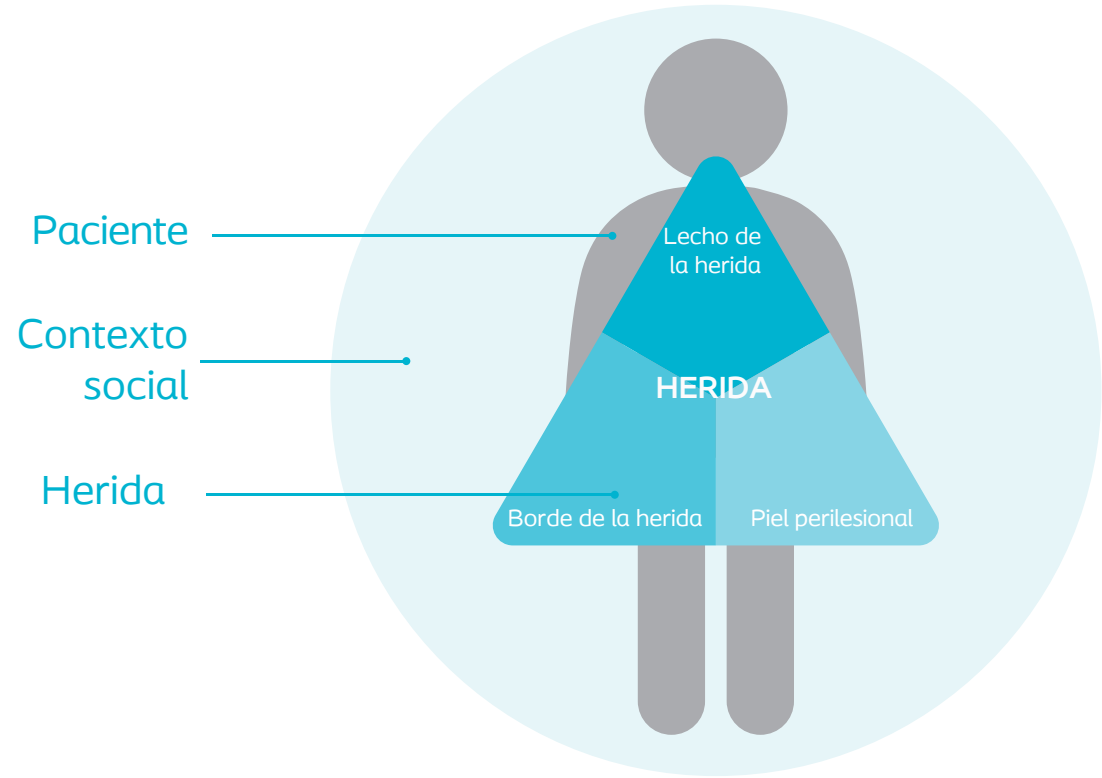 Paciente
Contexto
social
Herida
Lecho de
la herida
HERIDA
Borde de la herida
Piel perilesional